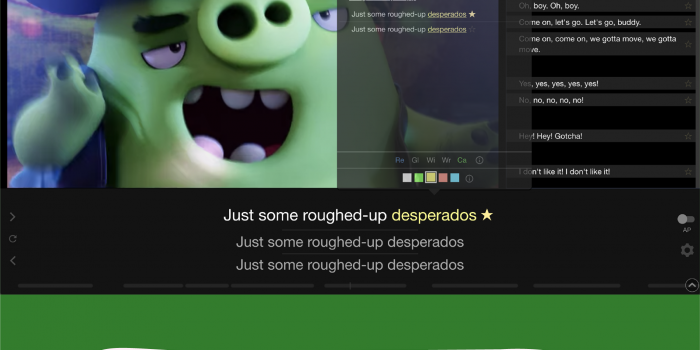 Just some roughed-up desperados ★
Just some roughed-up desperados ☆
Re Gl Wi Wr Ca
Oh, boy. Oh, boy.
Come on, let's go. Let's go, buddy.
Come on, come on, we gotta move, we gotta
move.
Yes, yes, yes, yes, yes!
No, no, no, no, no!
Hey! Hey! Gotcha!
I don't like it! I don't like it!
Just some roughed-up desperados ★
Just some roughed-up desperados
Just some roughed-up desperados
AP